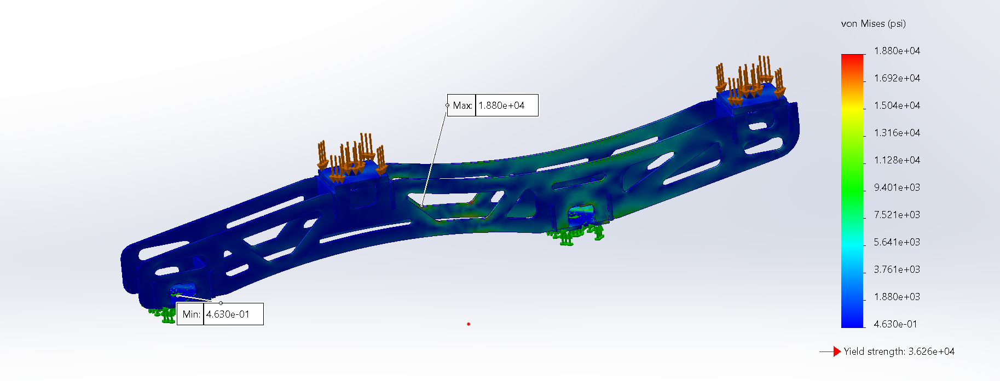 von Mises (psi)
1.880e+04
1.692e+04
1.504e+04
1.316e+04
1.128e+04
9.401e+03
7.521e+03
5.641e+03
3.761e+03
1.880e+03
4.630e-01
Yield strength: 3.626e+04
Max: 1.880e+04
Min: 4.630e-01